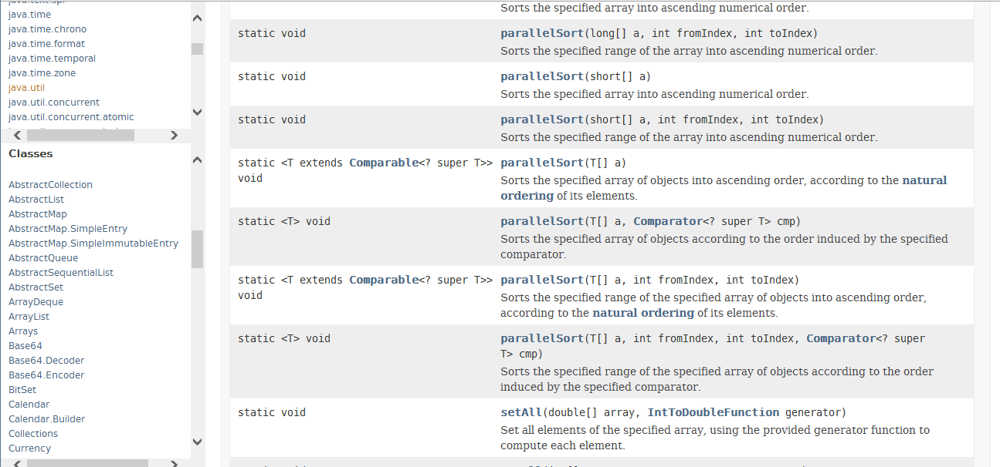 java.time
java.time.chrono
java.time.format
java.time.temporal
java.time.zone
java.util
java.util.concurrent
java.util.concurrent.atomic
Classes
AbstractCollection
AbstractList
AbstractMap
AbstractMap.SimpleEntry
AbstractMap.SimpleImmutableEntry
AbstractQueue
AbstractSequentialList
AbstractSet
ArrayDeque
ArrayList
Arrays
Base64
Base64.Decoder
Base64.Encoder
BitSet
Calendar
Calendar.Builder
Collections
Currency
Sorts the specified array into ascending numerical order.
static void parallelSort(long[] a, int fromIndex, int toIndex)
Sorts the specified range of the array into ascending numerical order.
static void parallelSort(short[] a)
Sorts the specified array into ascending numerical order.
static void parallelSort(short[] a, int fromIndex, int toIndex)
Sorts the specified range of the array into ascending numerical order.
static <T extends Comparable<? super T>> parallelSort(T[] a)
void
Sorts the specified array of objects into ascending order, according to the natural
ordering of its elements.
static <T> void parallelSort(T[] a, Comparator<? super T> cmp)
Sorts the specified array of objects according to the order induced by the specified
comparator.
static <T extends Comparable<? super T>> parallelSort(T[] a, int fromIndex, int toIndex)
void
Sorts the specified range of the specified array of objects into ascending order,
according to the natural ordering of its elements.
static <T> void parallelSort(T[] a, int fromIndex, int toIndex, Comparator<? super
T> cmp)
Sorts the specified range of the specified array of objects according to the order
induced by the specified comparator.
static void setAll(double[] array, IntToDoubleFunction generator)
Set all elements of the specified array, using the provided generator function to
compute each element.